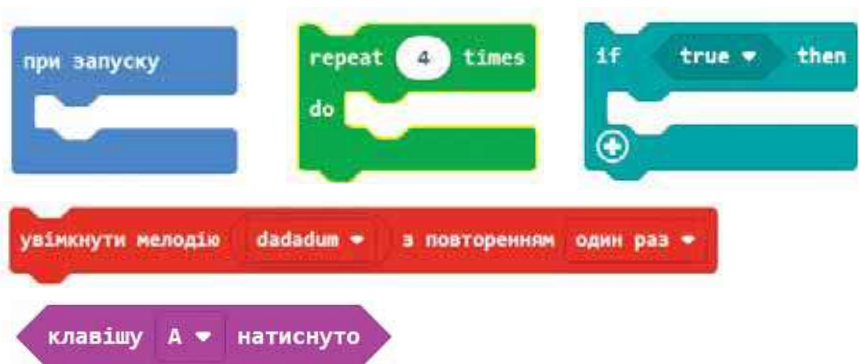 при запуску
repeat 4 times
do
if true then
увімкнути мелодію dadadum з повторенням один раз
клавішу A натиснуто